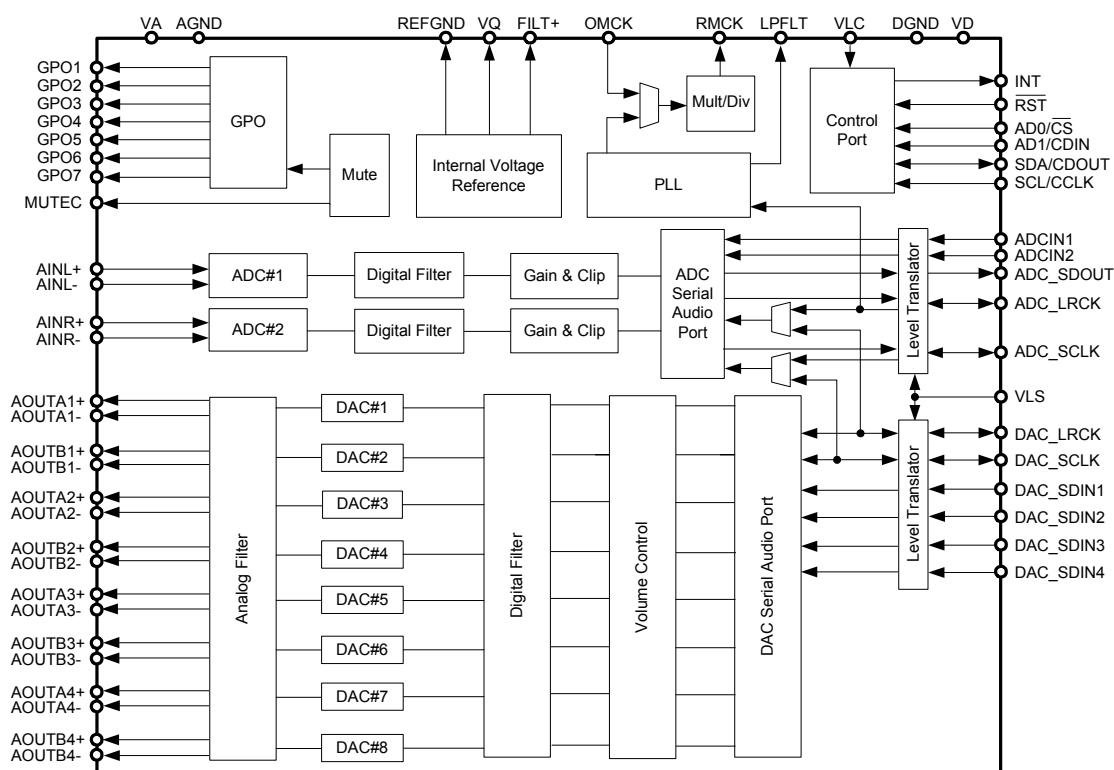 VA
AGND
REFGND
VQ
FILT+
OMCK
RMCK
LPFLT
VLC
DGND
VD
GPO1
GPO2
GPO3
GPO4
GPO5
GPO6
GPO7
MUTEC
GPO
Mute
Internal Voltage
Reference
Mult/Div
PLL
Control
Port
INT
RST
AD0/CS
AD1/CDIN
SDA/CDOUT
SCL/CCLK
AINL+
AINL-
AINR+
AINR-
ADC#1
Digital Filter
Gain & Clip
ADC#2
Digital Filter
Gain & Clip
ADC
Serial
Audio
Port
Level Translator
ADCIN1
ADCIN2
ADC_SDOUT
ADC_LRCK
ADC_SCLK
VLS
AOUTA1+
AOUTA1-
AOUTB1+
AOUTB1-
AOUTA2+
AOUTA2-
AOUTB2+
AOUTB2-
AOUTA3+
AOUTA3-
AOUTB3+
AOUTB3-
AOUTA4+
AOUTA4-
AOUTB4+
AOUTB4-
Analog Filter
DAC#1
DAC#2
DAC#3
DAC#4
DAC#5
DAC#6
DAC#7
DAC#8
Digital Filter
Volume Control
DAC Serial Audio Port
Level Translator
DAC_LRCK
DAC_SCLK
DAC_SDIN1
DAC_SDIN2
DAC_SDIN3
DAC_SDIN4